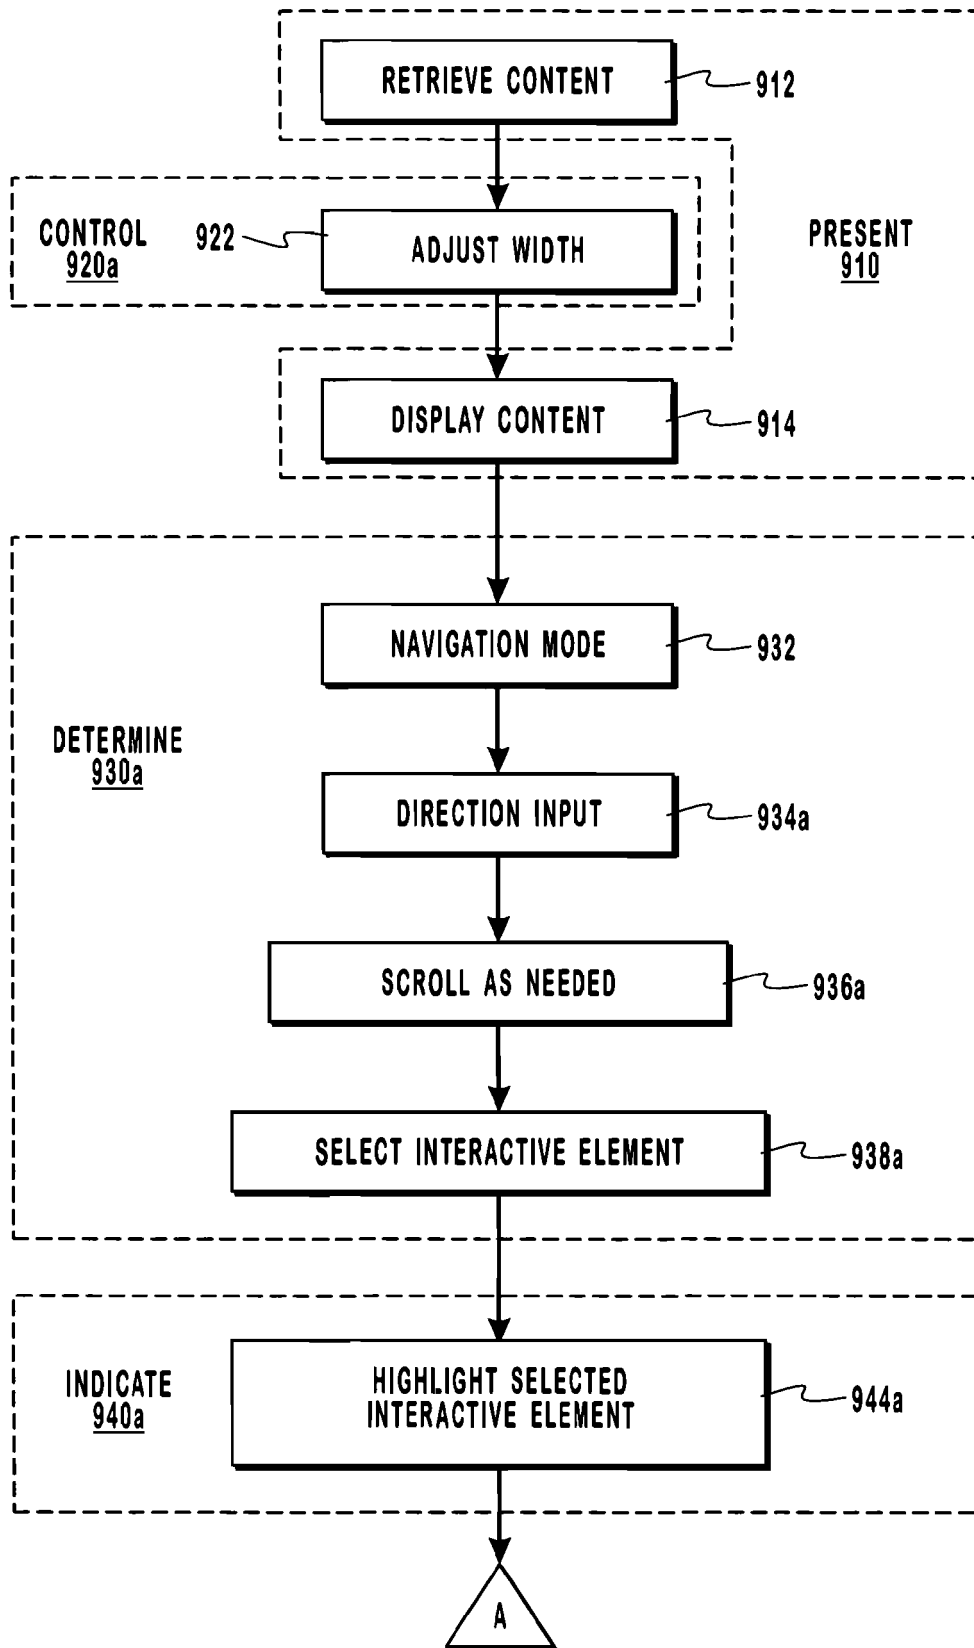 RETRIEVE CONTENT
912
CONTROL
920a
922
ADJUST WIDTH
PRESENT
910
DISPLAY CONTENT
914
NAVIGATION MODE
932
DETERMINE
930a
DIRECTION INPUT
934a
SCROLL AS NEEDED
936a
SELECT INTERACTIVE ELEMENT
938a
INDICATE
940a
HIGHLIGHT SELECTED
INTERACTIVE ELEMENT
944a
A